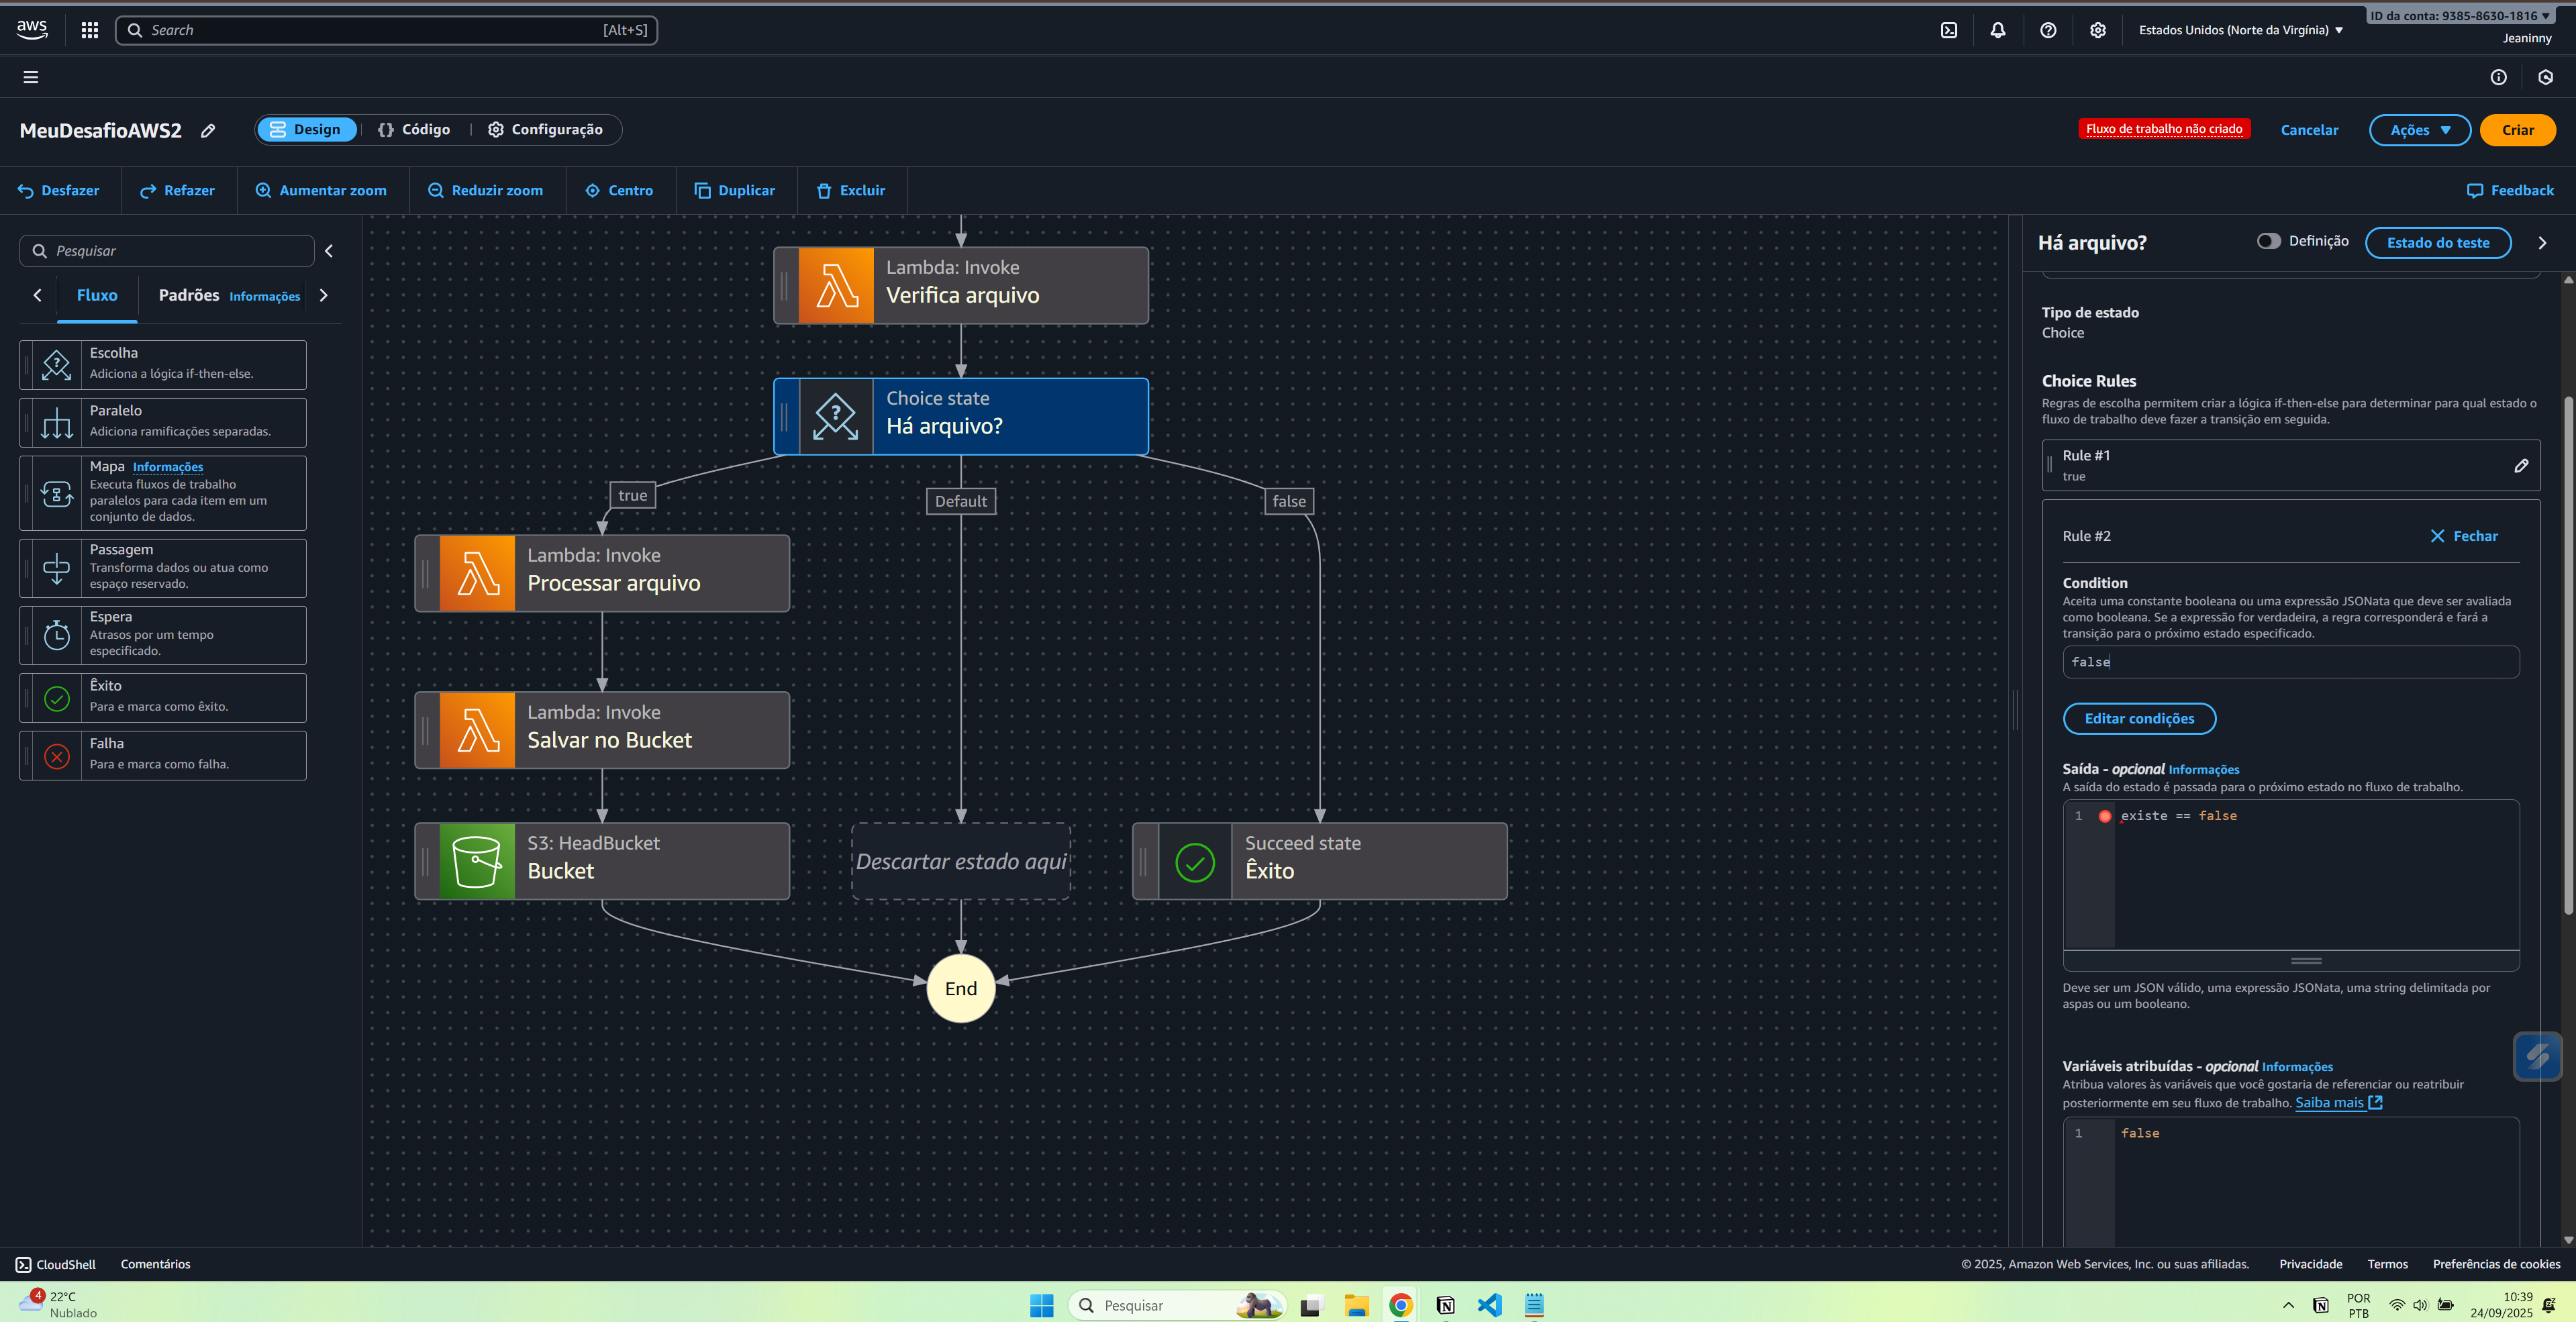 aws
Search
[Alt+S]
Estados Unidos (Norte da Virgínia) ▼
ID da conta: 9385-8630-1816 ▼
Jeaninny
MeuDesafioAWS2
Design
{} Código
Configuração
Fluxo de trabalho não criado
Cancelar
Ações ▼
Criar
Desfazer
Refazer
Aumentar zoom
Reduzir zoom
Centro
Duplicar
Excluir
Feedback
Pesquisar
Fluxo
Padrões Informações
Escolha
Adiciona a lógica if-then-else.
Paralelo
Adiciona ramificações separadas.
Mapa Informações
Executa fluxos de trabalho
paralelos para cada item em um
conjunto de dados.
Passagem
Transforma dados ou atua como
espaço reservado.
Espera
Atrasos por um tempo
especificado.
Êxito
Para e marca como êxito.
Falha
Para e marca como falha.
Lambda: Invoke
Verifica arquivo
Choice state
Há arquivo?
true
Default
false
Lambda: Invoke
Processar arquivo
Lambda: Invoke
Salvar no Bucket
S3: HeadBucket
Bucket
Descartar estado aqui
Succeed state
Êxito
End
Há arquivo?
Definição
Estado do teste
Tipo de estado
Choice
Choice Rules
Regras de escolha permitem criar a lógica if-then-else para determinar para qual estado o
fluxo de trabalho deve fazer a transição em seguida.
Rule #1
true
Rule #2
Fechar
Condition
Aceita uma constante booleana ou uma expressão JSONata que deve ser avaliada
como booleana. Se a expressão for verdadeira, a regra corresponderá e fará a
transição para o próximo estado especificado.
false
Editar condições
Saída - opcional Informações
A saída do estado é passada para o próximo estado no fluxo de trabalho.
1 existe == false
Deve ser um JSON válido, uma expressão JSONata, uma string delimitada por
aspas ou um booleano.
Variáveis atribuídas - opcional Informações
Atribua valores às variáveis que você gostaria de referenciar ou reatribuir
posteriormente em seu fluxo de trabalho. Saiba mais
1 false
CloudShell
Comentários
© 2025, Amazon Web Services, Inc. ou suas afiliadas.
Privacidade
Termos
Preferências de cookies
4
22°C
Nublado
Pesquisar
POR
PTB
10:39
24/09/2025